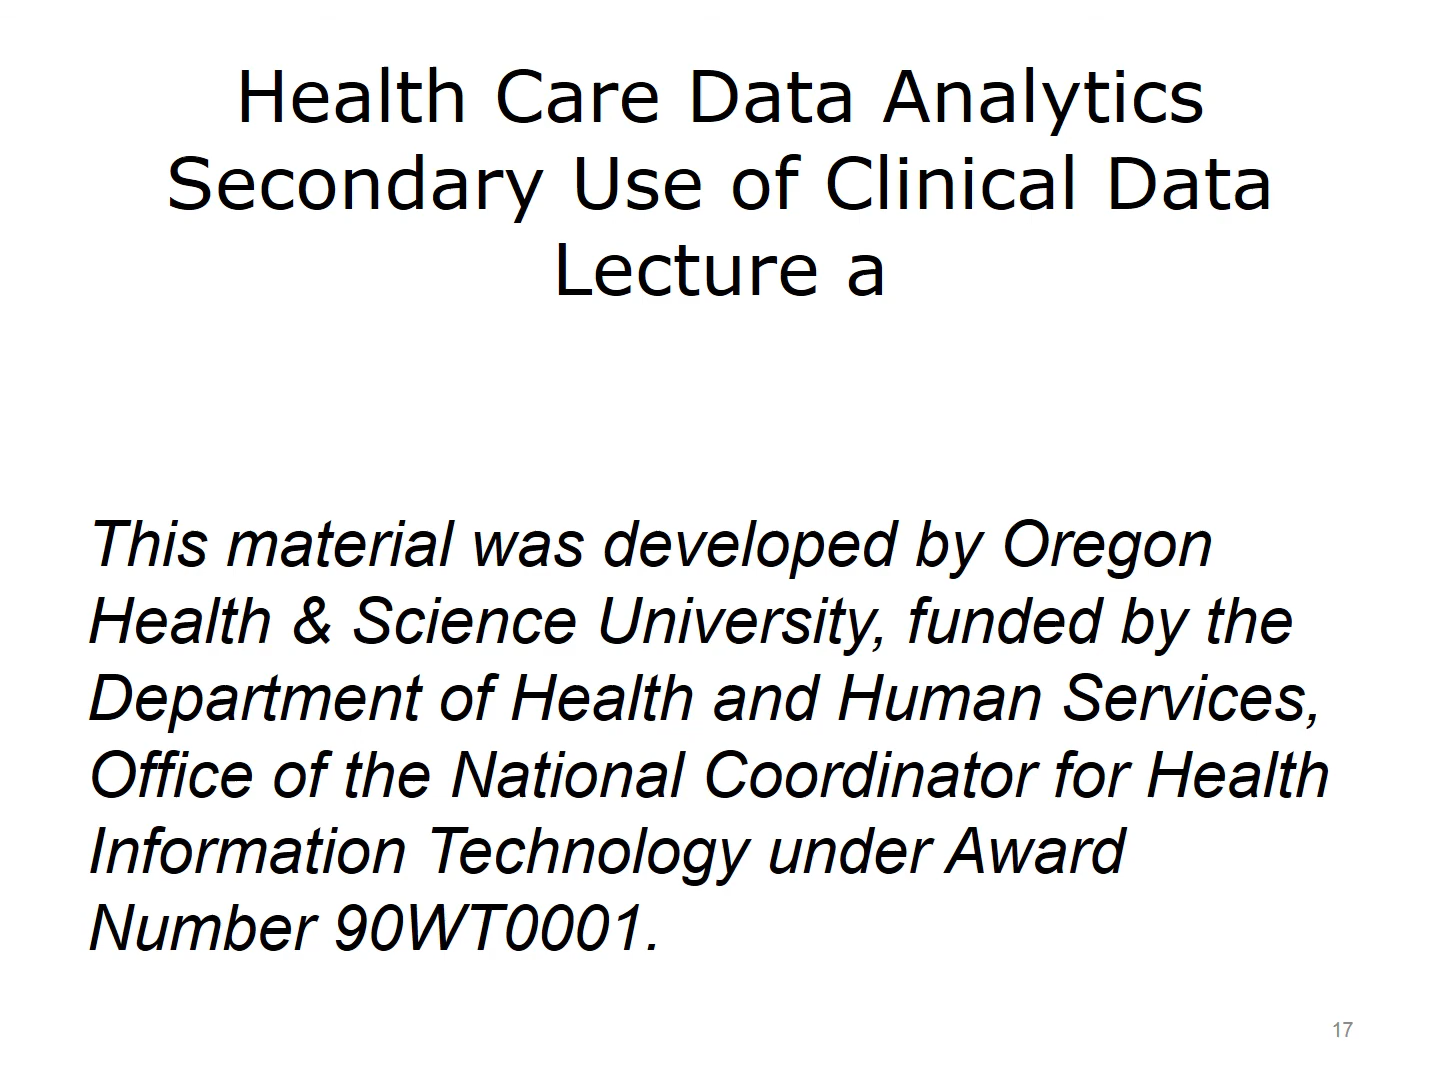 Health Care Data Analytics
Secondary Use of Clinical Data
Lecture a
This material was developed by Oregon
Health & Science University, funded by the
Department of Health and Human Services,
Office of the National Coordinator for Health
Information Technology under Award
Number 90WT0001.
17